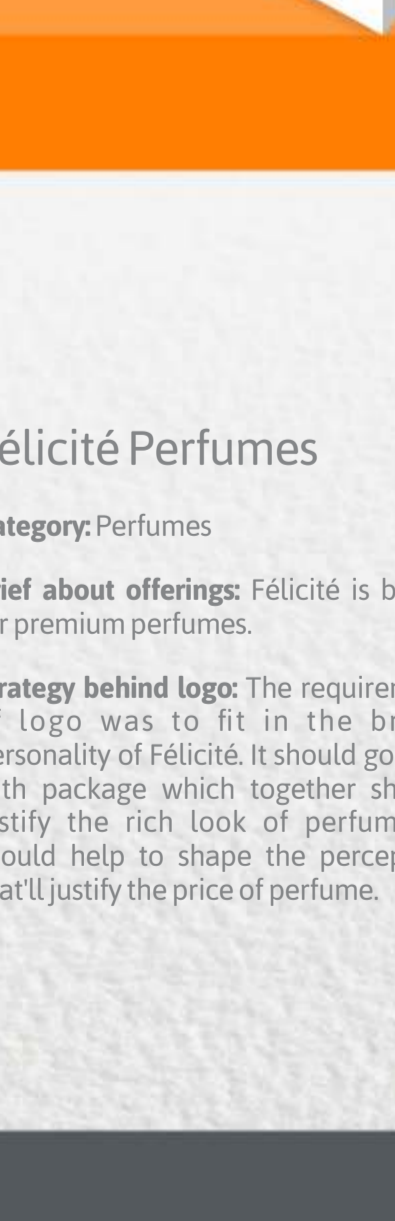 élicité Perfumes
ategory: Perfumes
ief about offerings: Félicité is b
r premium perfumes.
rategy behind logo: The requirer
f logo was to fit in the br
ersonality of Félicité. It should go
th package which together sh
stify the rich look of perfum
ould help to shape the percep
at'll justify the price of perfume.